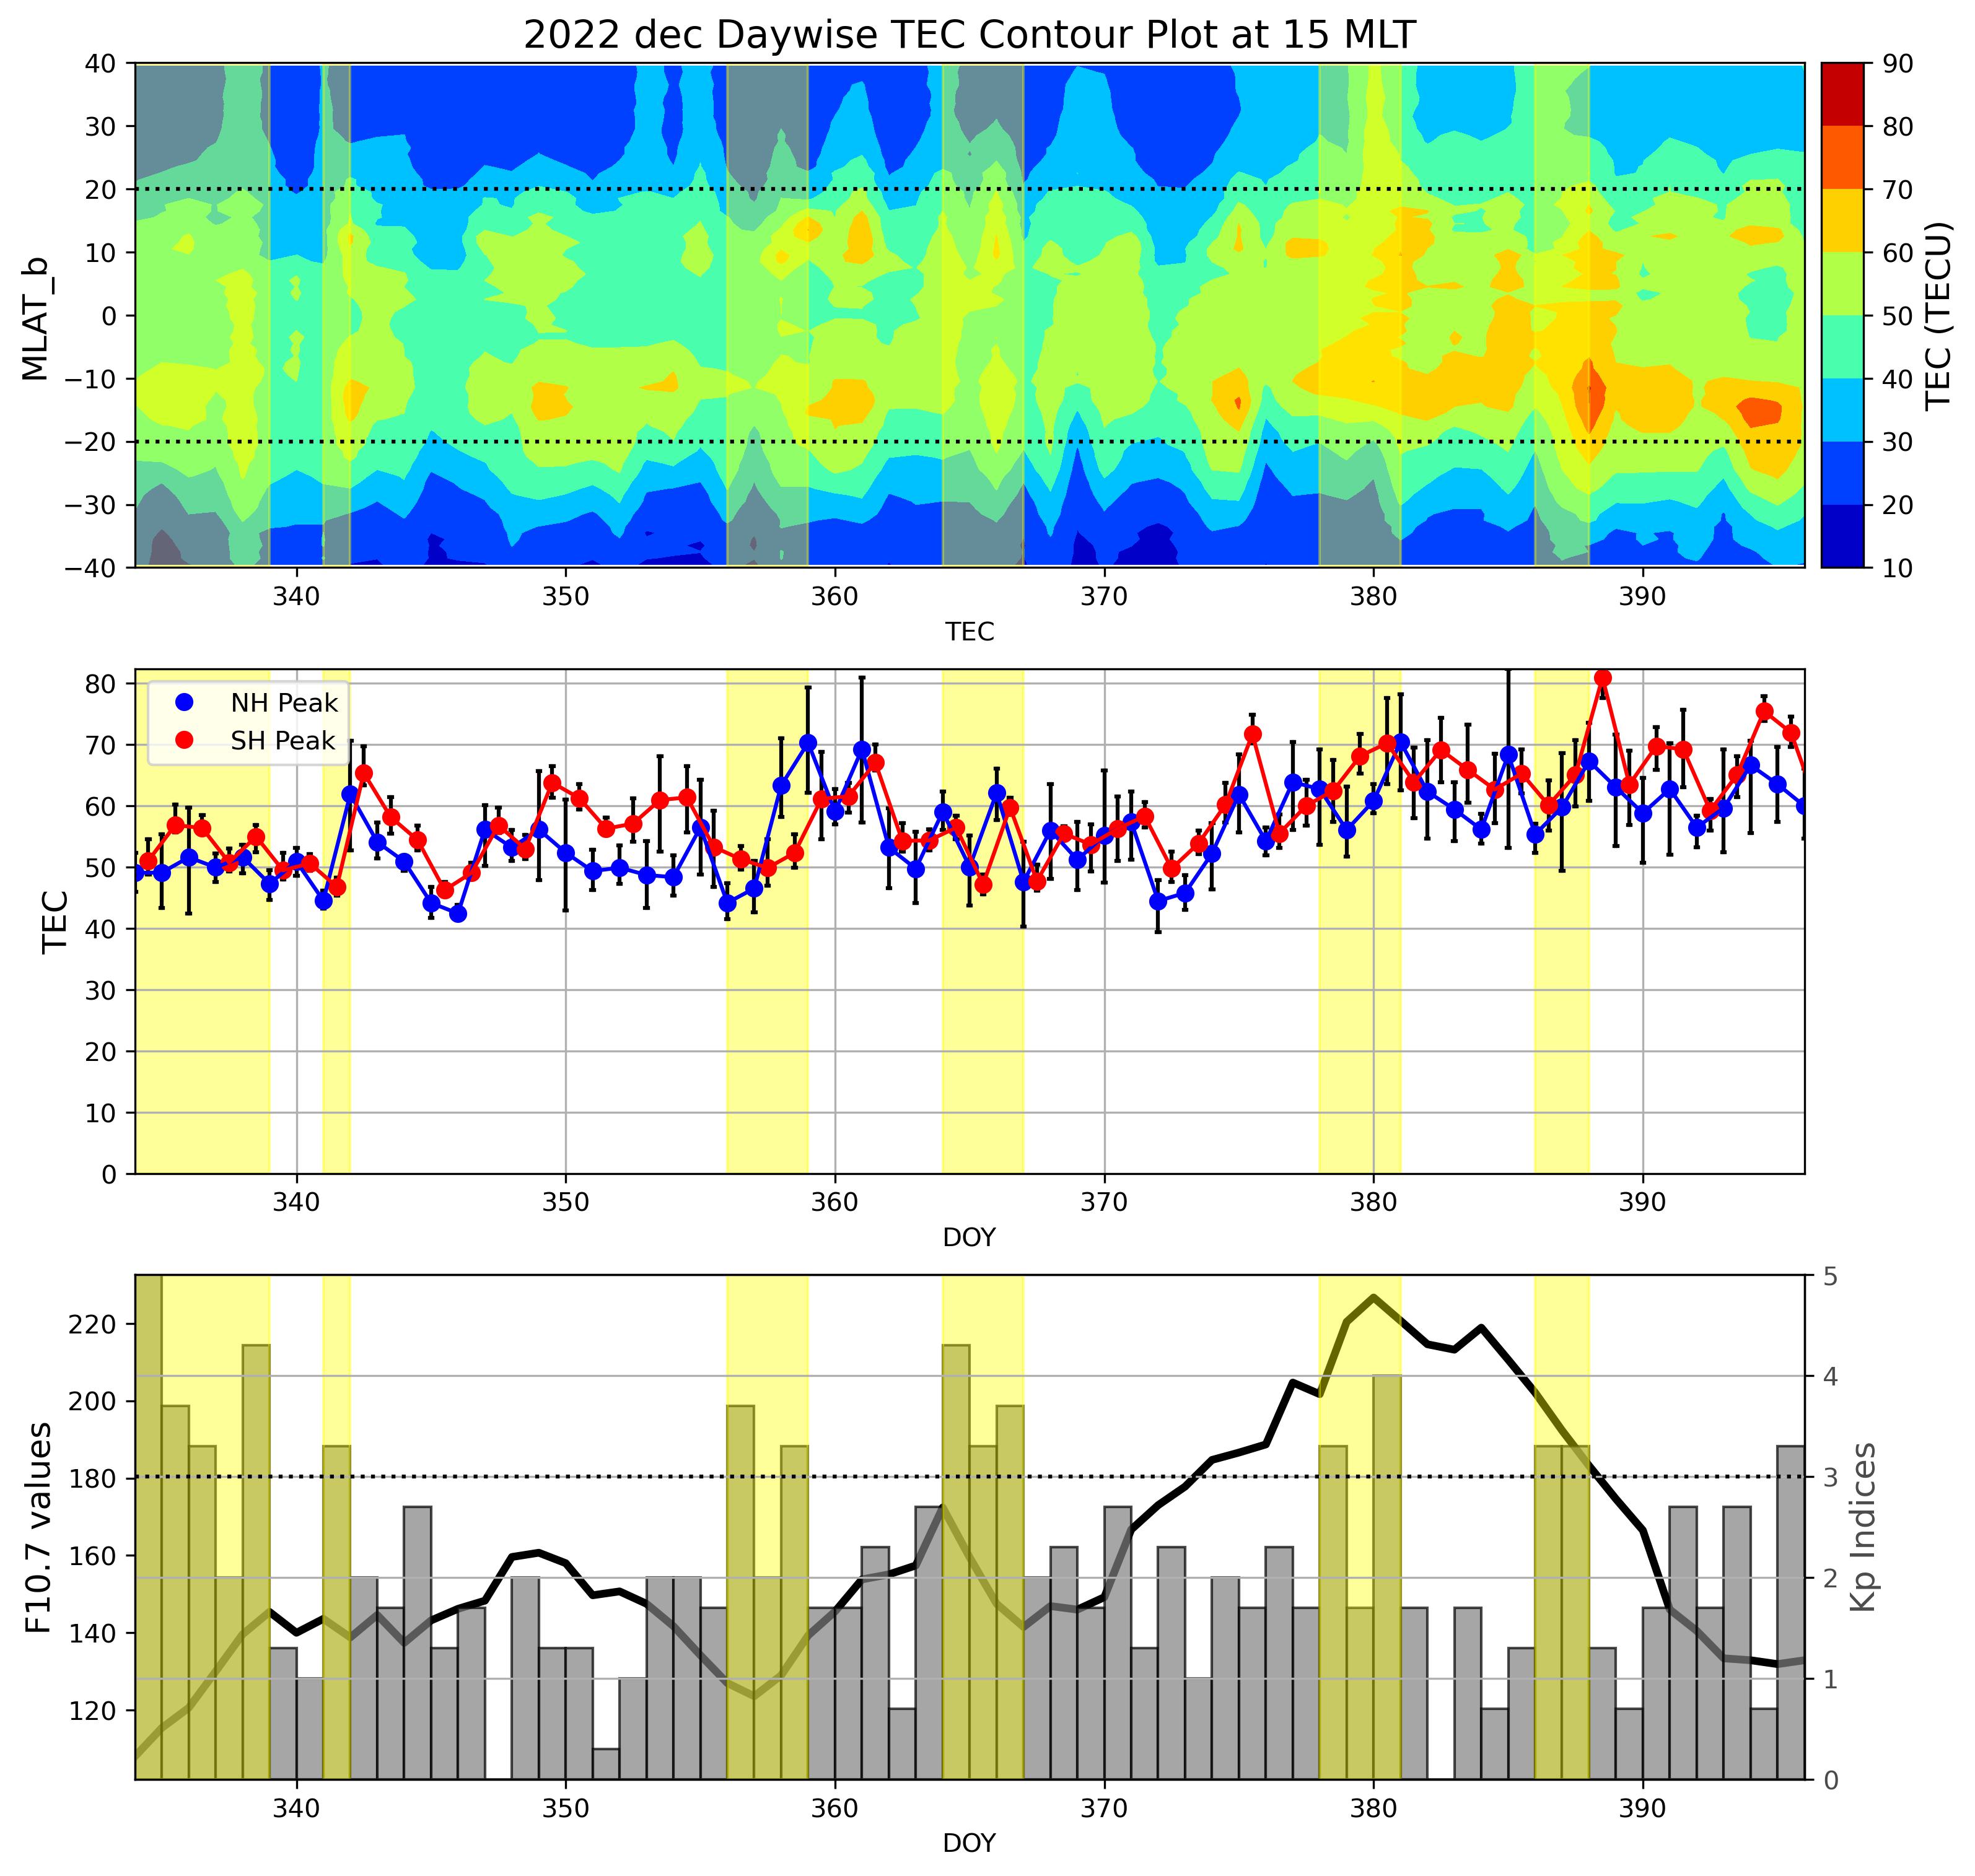 2022 dec Daywise TEC Contour Plot at 15 MLT
40
30
20
10
0
−10
−20
−30
−40
MLAT_b
340 350 360 370 380 390
TEC
90
80
70
60
50
40
30
20
10
TEC (TECU)
NH Peak
SH Peak
80
70
60
50
40
30
20
10
0
TEC
340 350 360 370 380 390
DOY
220
200
180
160
140
120
F10.7 values
5
4
3
2
1
0
Kp Indices
340 350 360 370 380 390
DOY